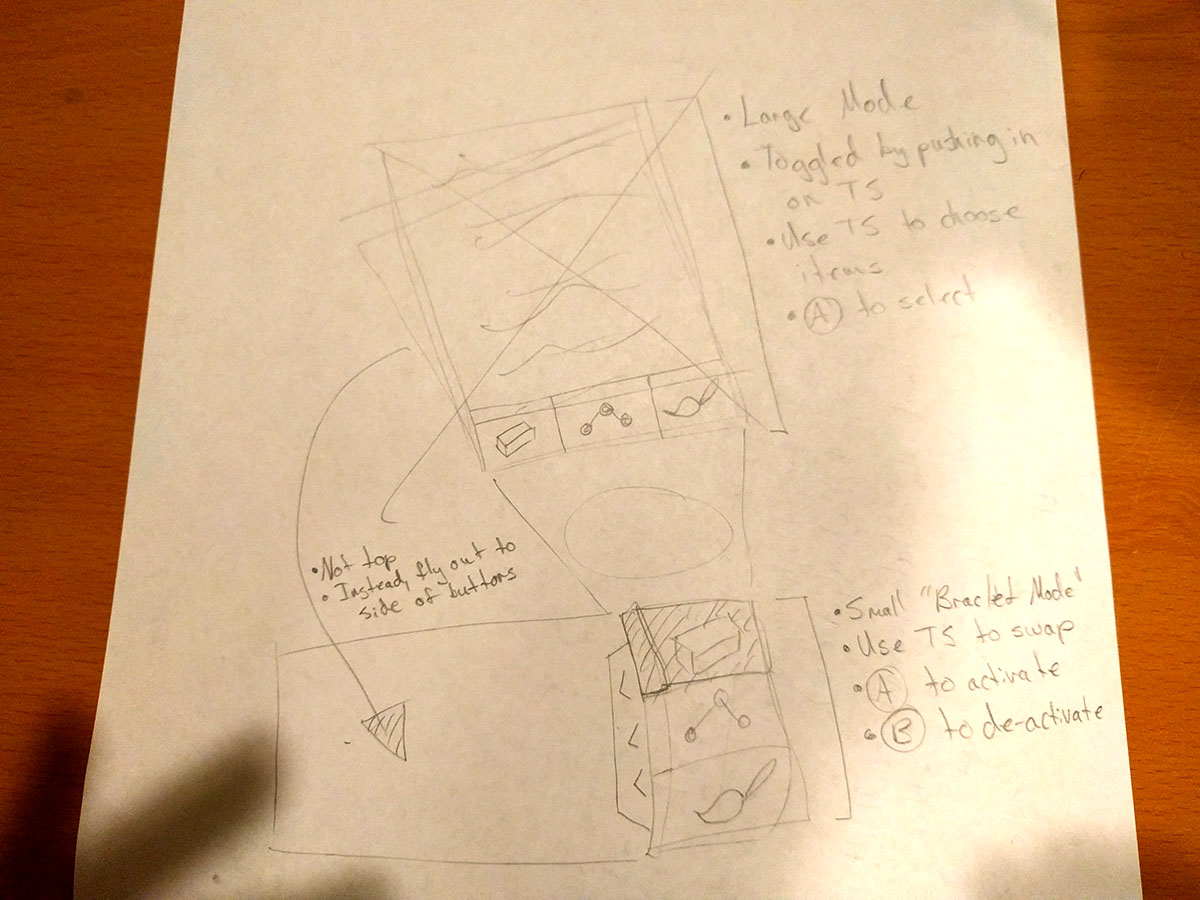 • Large Mode
• Toggled by pushing in
on TS
• Use TS to choose
items
• A to select
• Not top
• Instead, fly out to
side of buttons
• Small "Bracket Mode"
• Use TS to swap
• A to activate
• B to de-activate